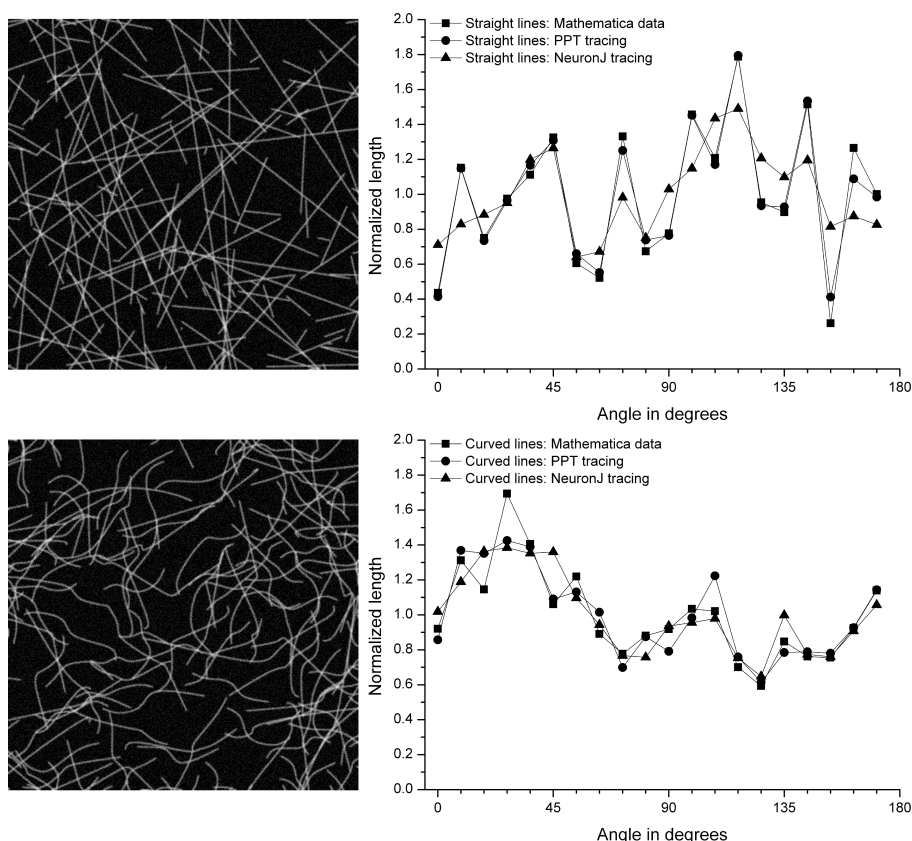 Straight lines: Mathematica data
Straight lines: PPT tracing
Straight lines: NeuronJ tracing
2.0
1.8
1.6
1.4
1.2
1.0
0.8
0.6
0.4
0.2
0.0
Normalized length
0 45 90 135 180
Angle in degrees
Curved lines: Mathematica data
Curved lines: PPT tracing
Curved lines: NeuronJ tracing
2.0
1.8
1.6
1.4
1.2
1.0
0.8
0.6
0.4
0.2
0.0
Normalized length
0 45 90 135 180
Angle in degrees